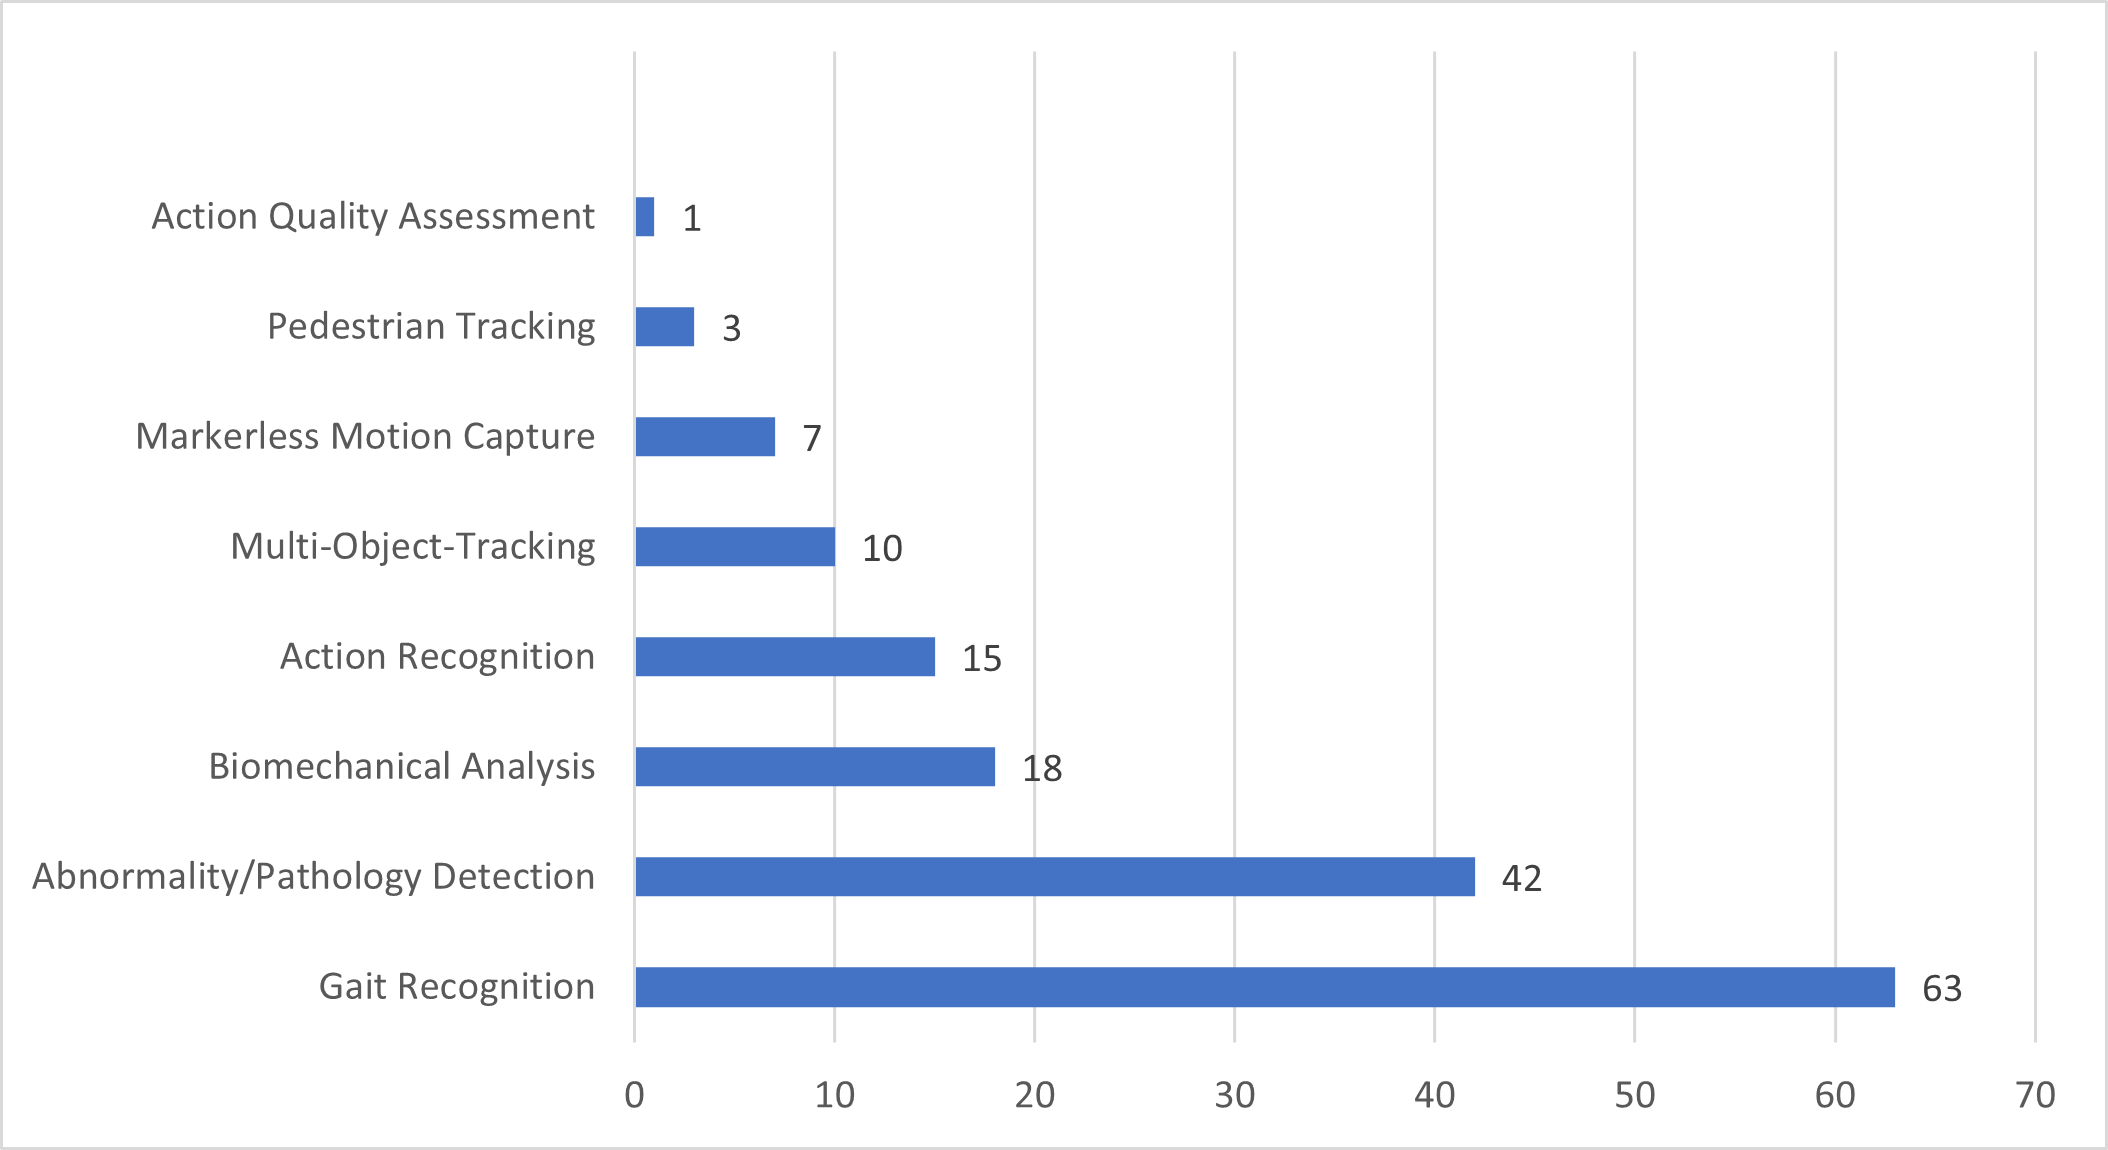 Action Quality Assessment 1
Pedestrian Tracking 3
Markerless Motion Capture 7
Multi-Object-Tracking 10
Action Recognition 15
Biomechanical Analysis 18
Abnormality/Pathology Detection 42
Gait Recognition 63
0 10 20 30 40 50 60 70